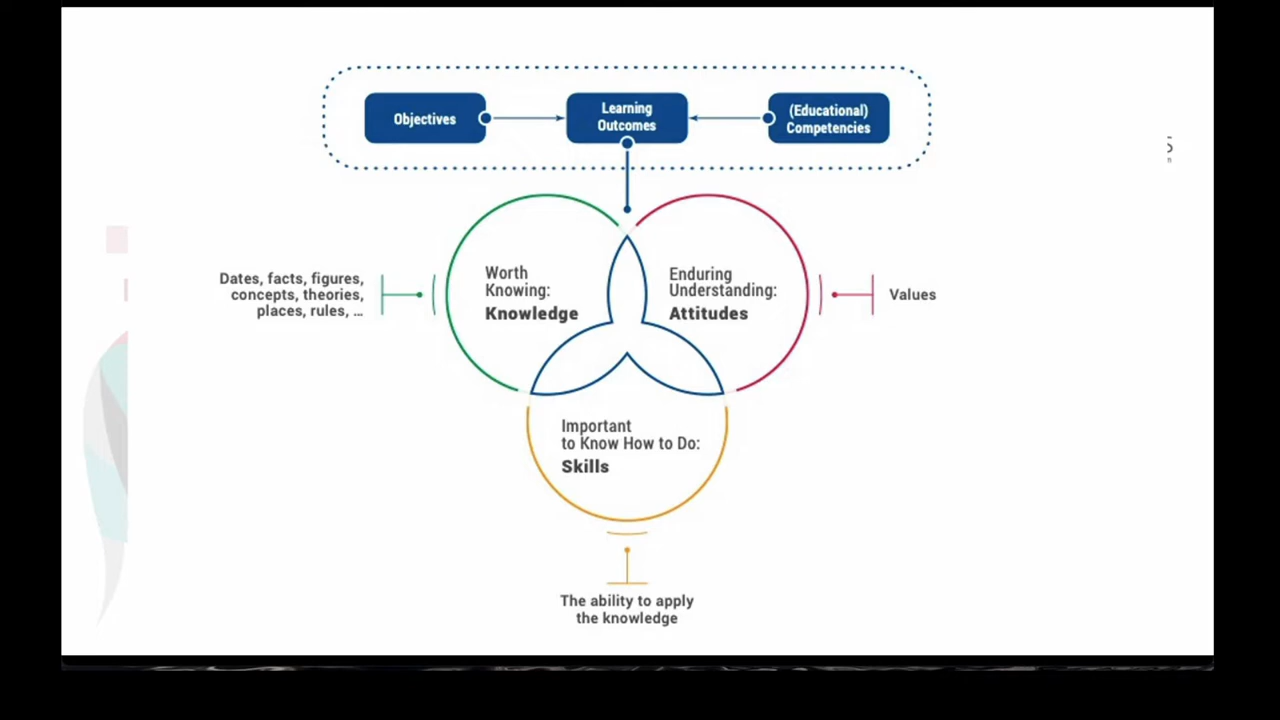 Objectives
Learning
Outcomes
(Educational)
Competencies
Dates, facts, figures,
concepts, theories,
places, rules, ...
Worth
Knowing:
Knowledge
Enduring
Understanding:
Attitudes
Values
Important
to Know How to Do:
Skills
The ability to apply
the knowledge